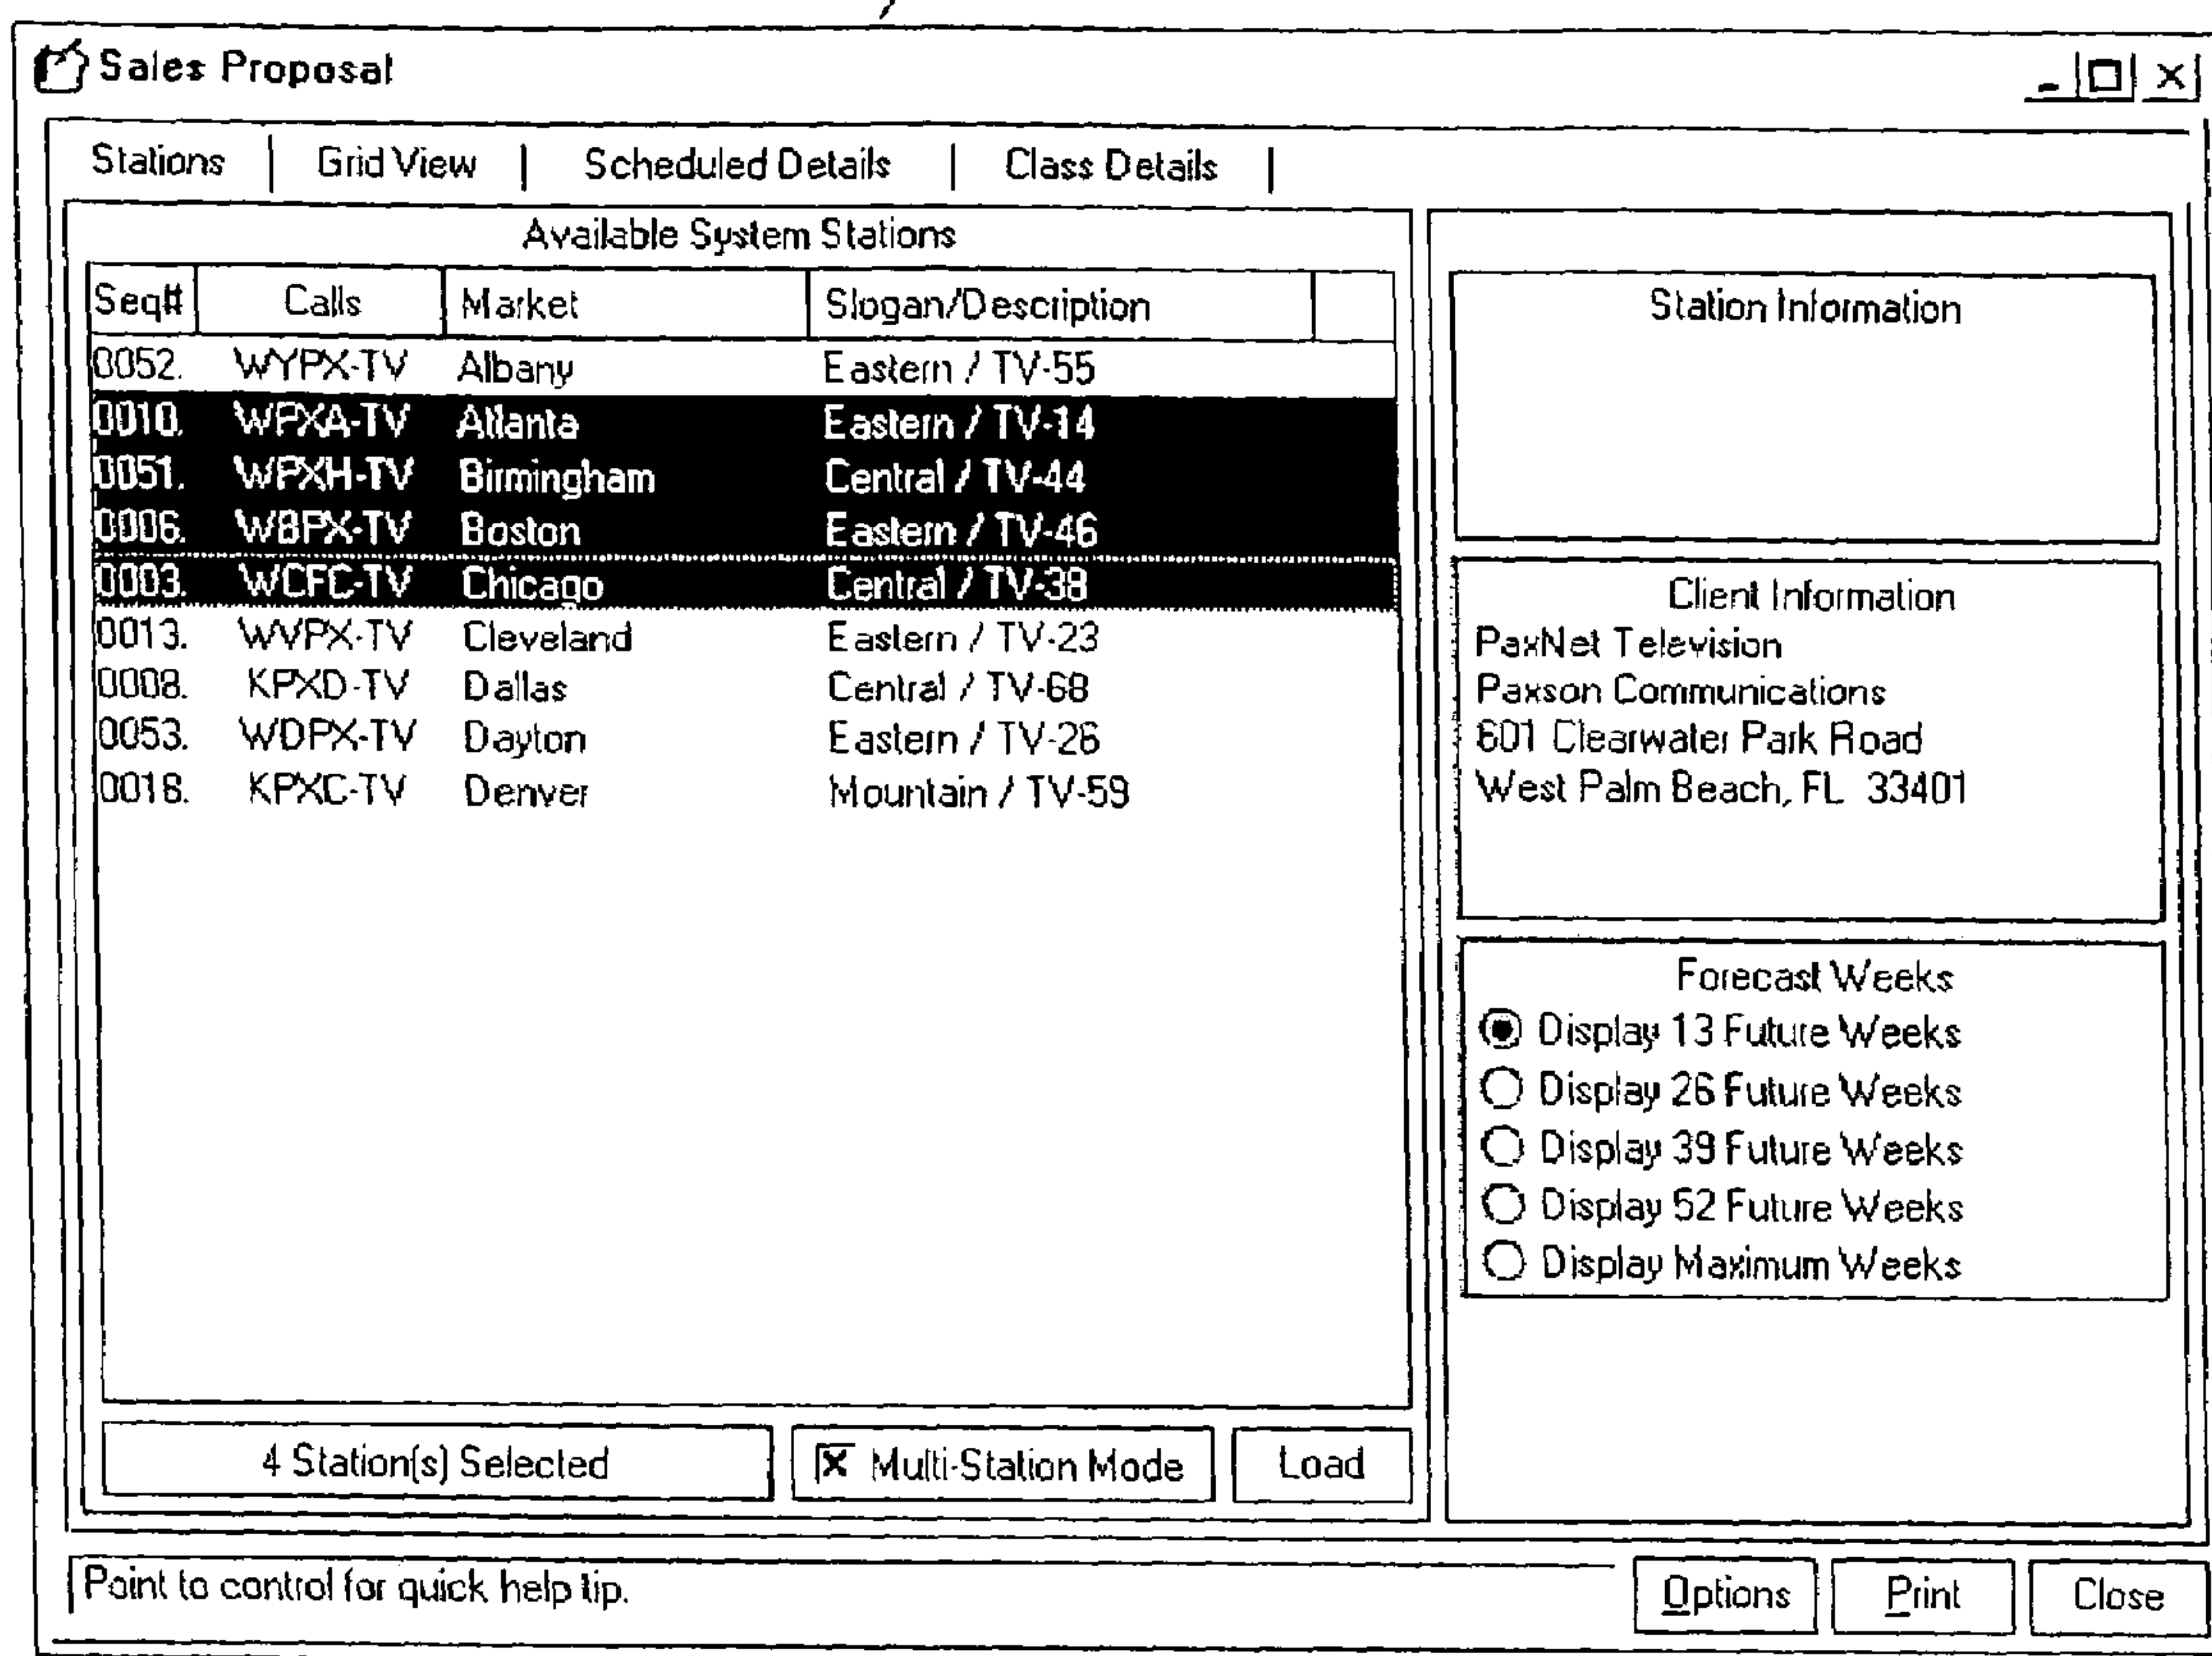 Sales Proposal
Stations | Grid View | Scheduled Details | Class Details |
Available System Stations
Seq# Calls Market Slogan/Description
0052. WYPX-TV Albany Eastern / TV-55
0010. WPXA-TV Atlanta Eastern / TV-14
0051. WPXH-TV Birmingham Central / TV-44
0006. WBPX-TV Boston Eastern / TV-46
0003. WCFC-TV Chicago Central / TV-38
0013. WVPX-TV Cleveland Eastern / TV-23
0008. KPXD-TV Dallas Central / TV-68
0053. WDPX-TV Dayton Eastern / TV-26
0018. KPXC-TV Denver Mountain / TV-59
4 Station(s) Selected
Multi-Station Mode
Load
Station Information
Client Information
PaxNet Television
Paxson Communications
601 Clearwater Park Road
West Palm Beach, FL 33401
Forecast Weeks
Display 13 Future Weeks
Display 26 Future Weeks
Display 39 Future Weeks
Display 52 Future Weeks
Display Maximum Weeks
Point to control for quick help tip.
Options
Print
Close